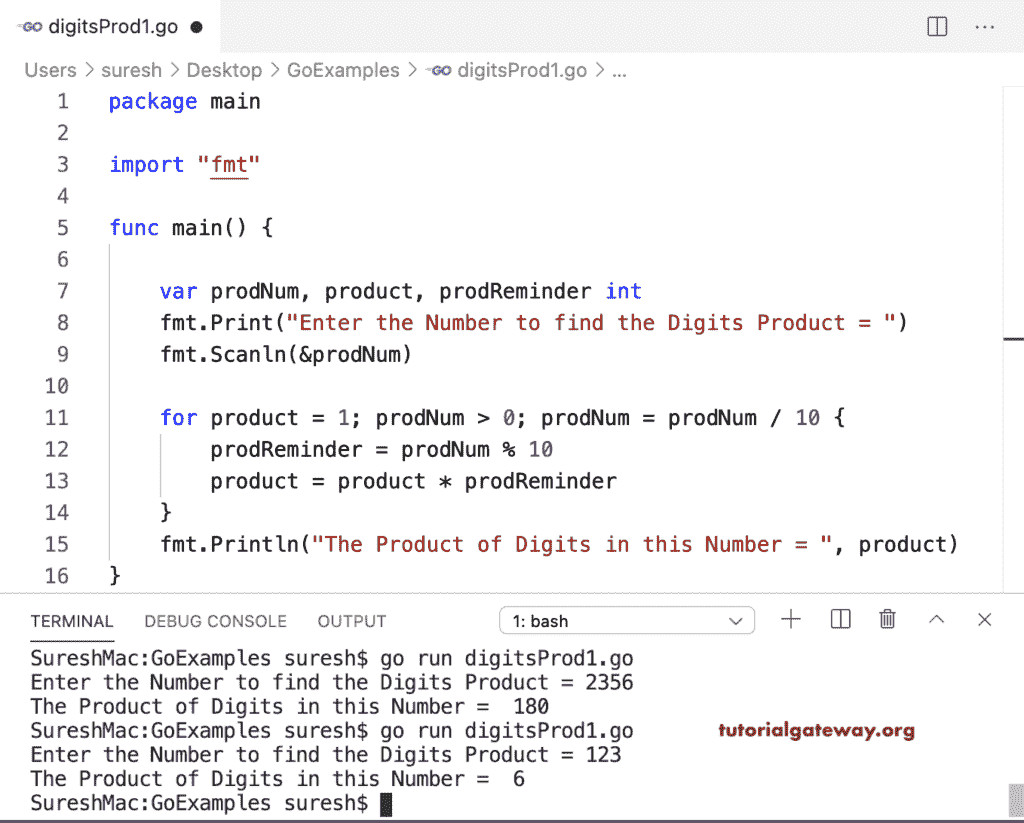 GO digitsProd1.go
Users > suresh > Desktop > GoExamples > GO digitsProd1.go > ...
1 package main
2
3 import "fmt"
4
5 func main() {
6
7 var prodNum, product, prodReminder int
8 fmt.Print("Enter the Number to find the Digits Product = ")
9 fmt.Scanln(&prodNum)
10
11 for product = 1; prodNum > 0; prodNum = prodNum / 10 {
12 prodReminder = prodNum % 10
13 product = product * prodReminder
14 }
15 fmt.Println("The Product of Digits in this Number = ", product)
16 }
TERMINAL DEBUG CONSOLE OUTPUT 1: bash
SureshMac:GoExamples suresh$ go run digitsProd1.go
Enter the Number to find the Digits Product = 2356
The Product of Digits in this Number =  180
SureshMac:GoExamples suresh$ go run digitsProd1.go
tutorialgateway.org
Enter the Number to find the Digits Product = 123
The Product of Digits in this Number =  6
SureshMac:GoExamples suresh$